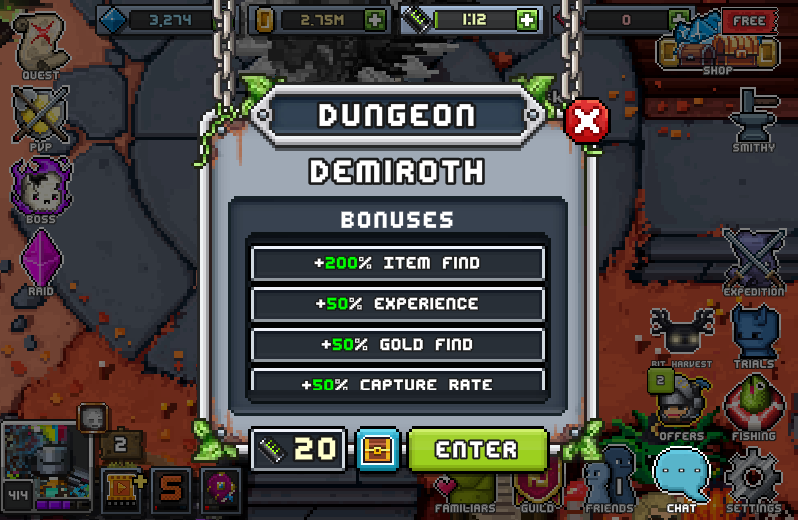 3,274
2.75M
1:12
0
FREE
QUEST
SHOP
DUNGEON
PVP
SMITHY
DEMIROTH
BOSS
BONUSES
+200% ITEM FIND
RAID
EXPEDITION
+50% EXPERIENCE
+50% GOLD FIND
BIT HARVEST
TRIALS
+50% CAPTURE RATE
2
OFFERS
FISHING
2
20
ENTER
414
S
FAMILIARS
GUILD
FRIENDS
CHAT
SETTINGS